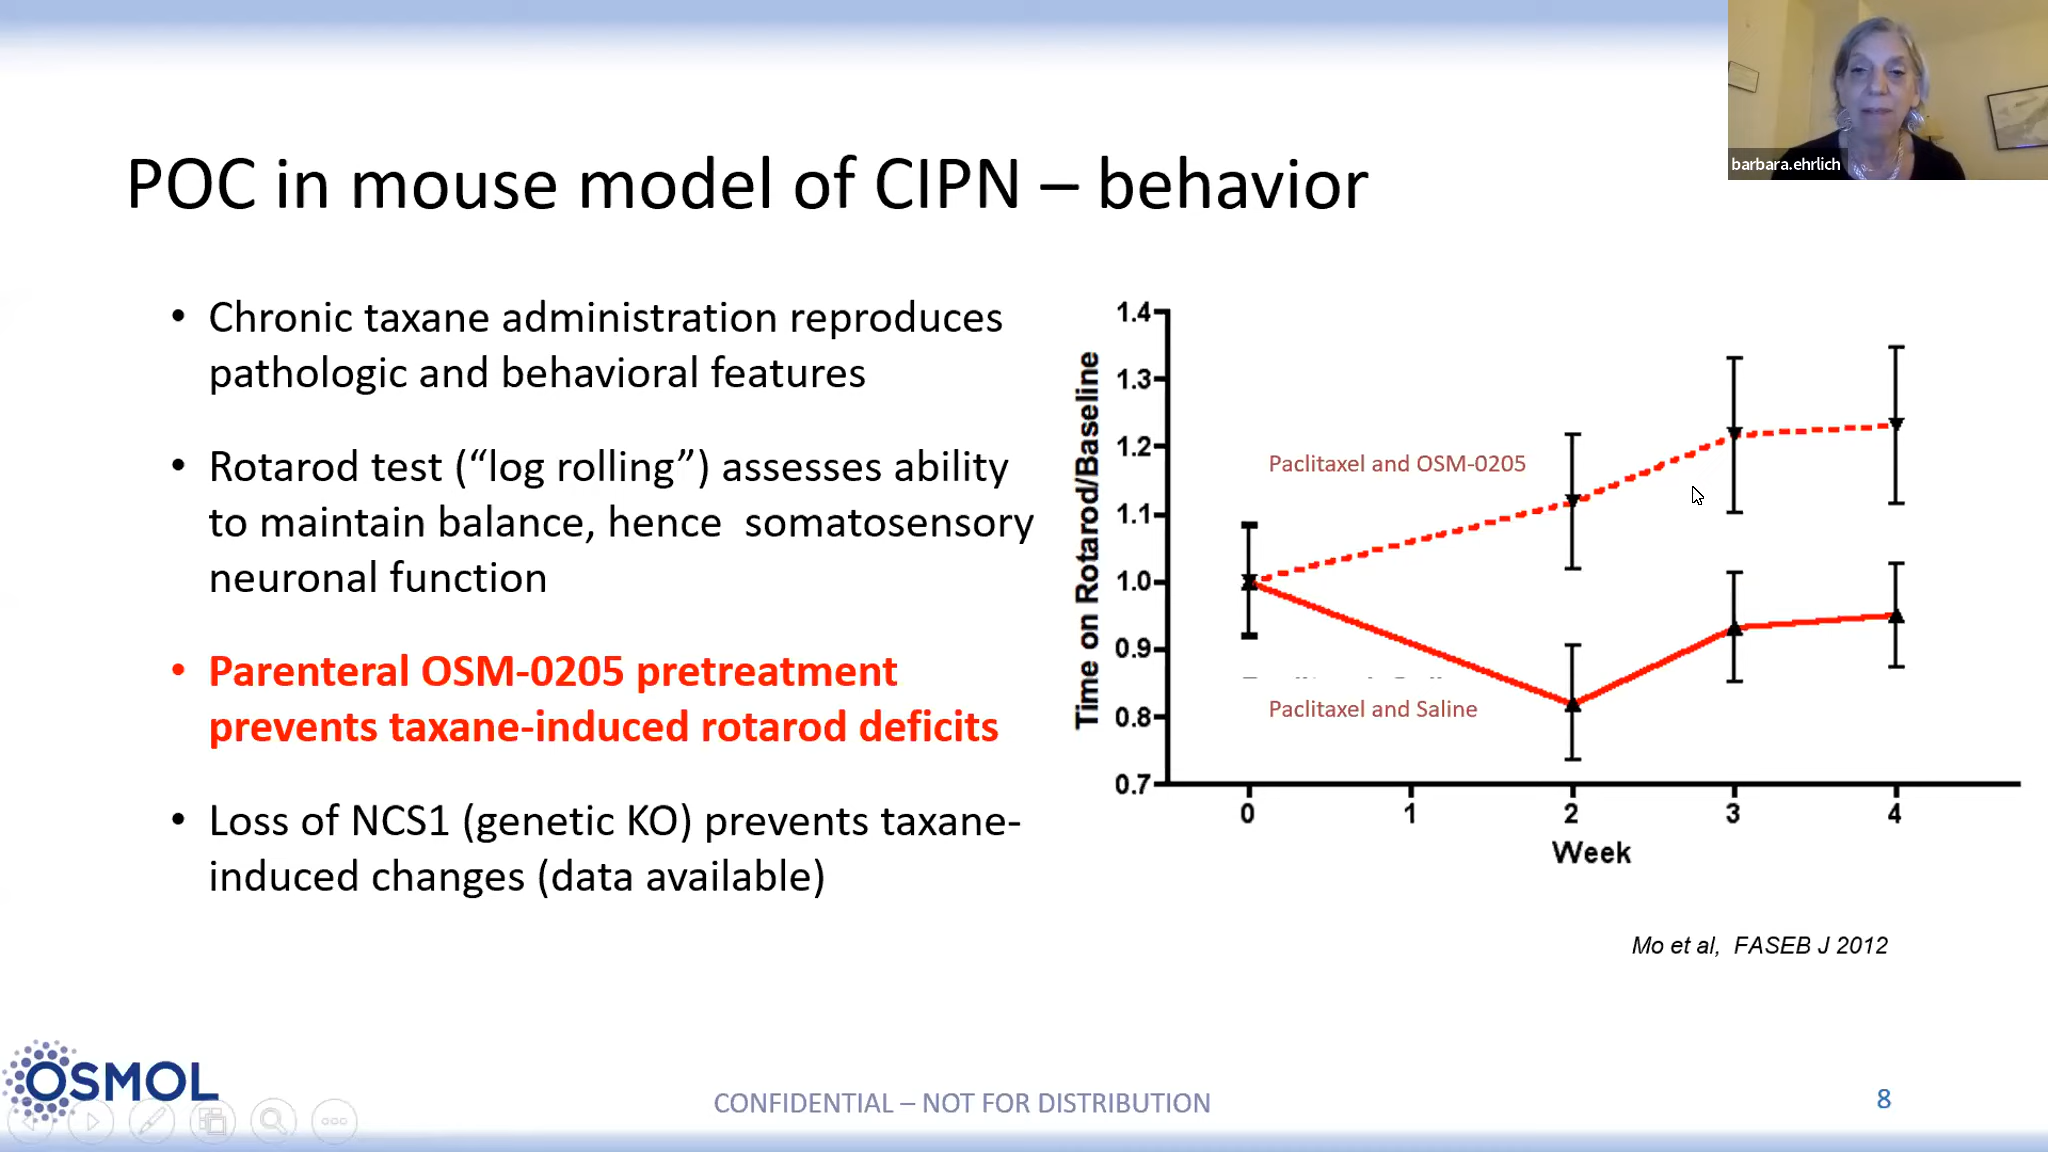 barbara.ehrlich
POC in mouse model of CIPN – behavior
• Chronic taxane administration reproduces
pathologic and behavioral features
• Rotarod test (“log rolling”) assesses ability
to maintain balance, hence somatosensory
neuronal function
• Parenteral OSM-0205 pretreatment
prevents taxane-induced rotarod deficits
• Loss of NCS1 (genetic KO) prevents taxane-
induced changes (data available)
Time on Rotarod/Baseline
1.4
1.3
1.2
1.1
1.0
0.9
0.8
0.7
Paclitaxel and OSM-0205
Paclitaxel and Saline
0 1 2 3 4
Week
Mo et al, FASEB J 2012
OSMOL
CONFIDENTIAL – NOT FOR DISTRIBUTION
8